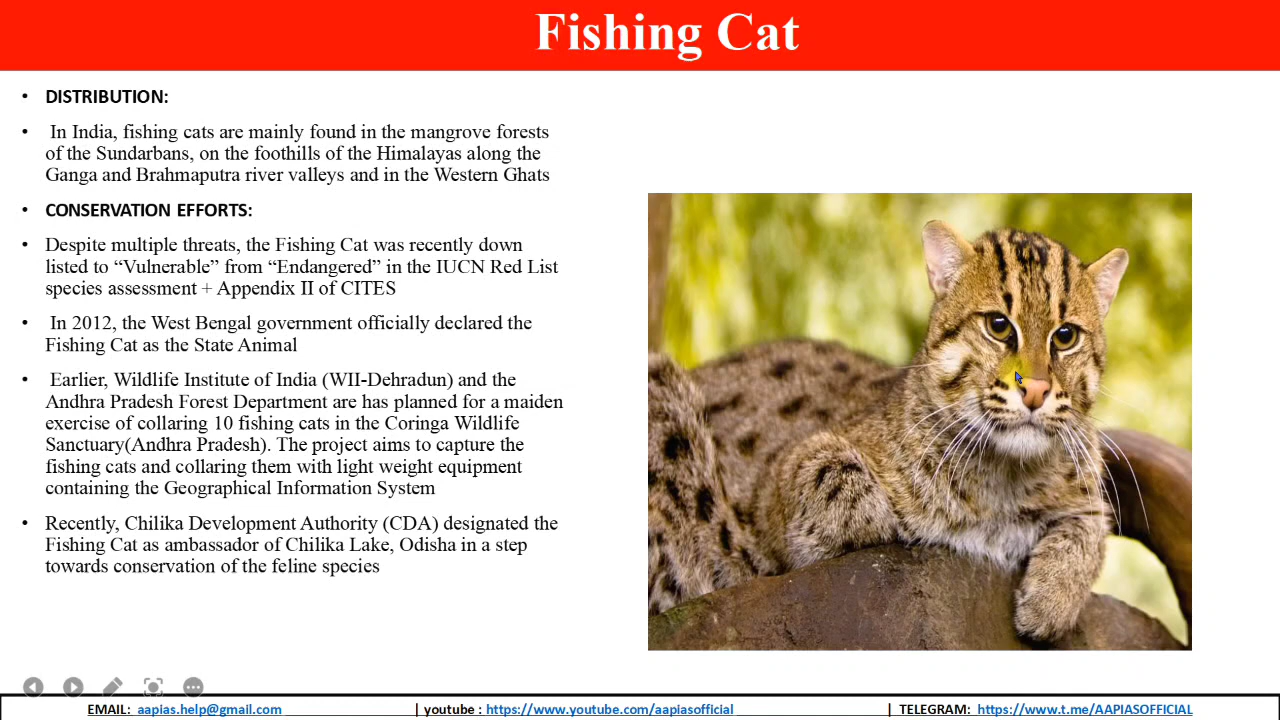 Fishing Cat
• DISTRIBUTION:
• In India, fishing cats are mainly found in the mangrove forests
of the Sundarbans, on the foothills of the Himalayas along the
Ganga and Brahmaputra river valleys and in the Western Ghats
• CONSERVATION EFFORTS:
• Despite multiple threats, the Fishing Cat was recently down
listed to “Vulnerable” from “Endangered” in the IUCN Red List
species assessment + Appendix II of CITES
• In 2012, the West Bengal government officially declared the
Fishing Cat as the State Animal
• Earlier, Wildlife Institute of India (WII-Dehradun) and the
Andhra Pradesh Forest Department are has planned for a maiden
exercise of collaring 10 fishing cats in the Coringa Wildlife
Sanctuary(Andhra Pradesh). The project aims to capture the
fishing cats and collaring them with light weight equipment
containing the Geographical Information System
• Recently, Chilika Development Authority (CDA) designated the
Fishing Cat as ambassador of Chilika Lake, Odisha in a step
towards conservation of the feline species
EMAIL: aapias.help@gmail.com | youtube : https://www.youtube.com/aapiasofficial | TELEGRAM: https://www.t.me/AAPIASOFFICIAL